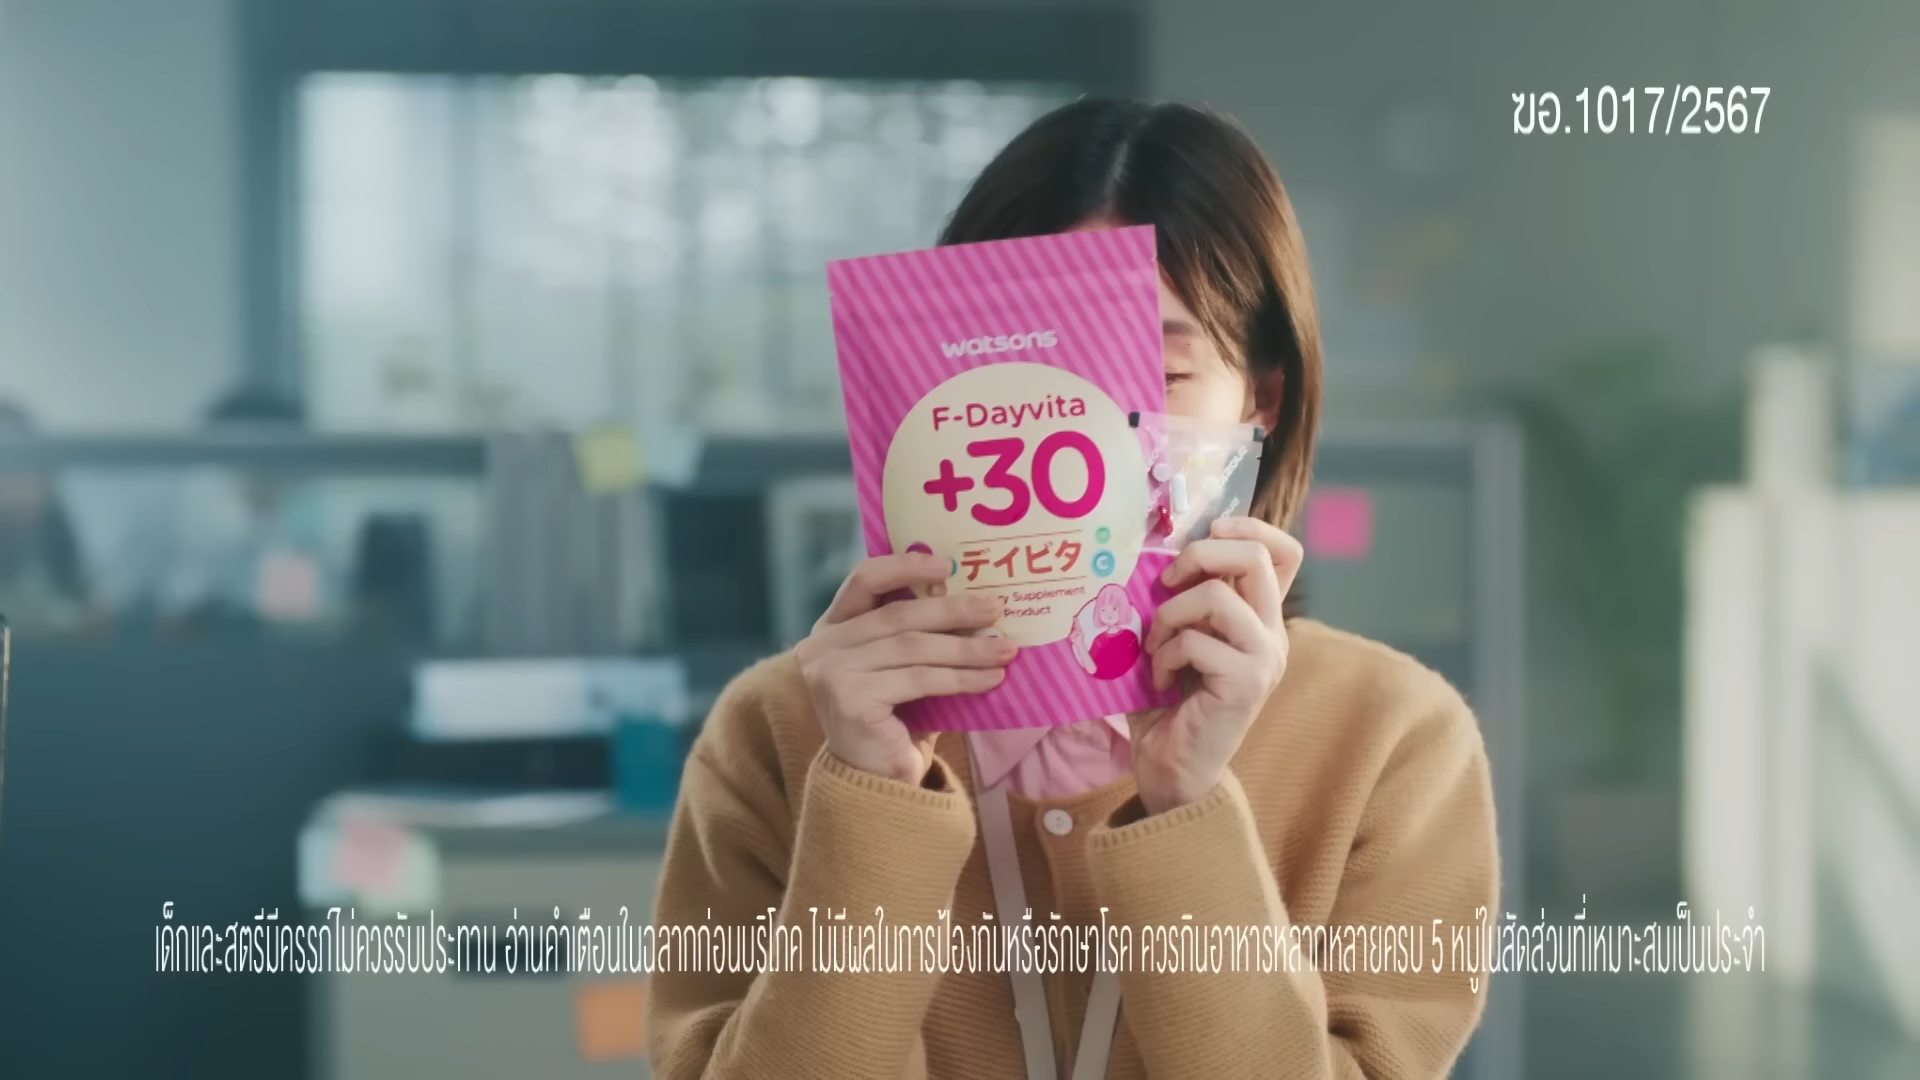 ฆอ.1017/2567
watsons
F-Dayvita
+30
デイビタ
C
Supplement
Product
เด็กและสตรีมีครรภ์ไม่ควรรับประทาน อ่านคำเตือนในฉลากก่อนบริโภค ไม่มีผลในการป้องกันหรือรักษาโรค ควรกินอาหารหลากหลายครบ 5 หมู่ในสัดส่วนที่เหมาะสมเป็นประจำ